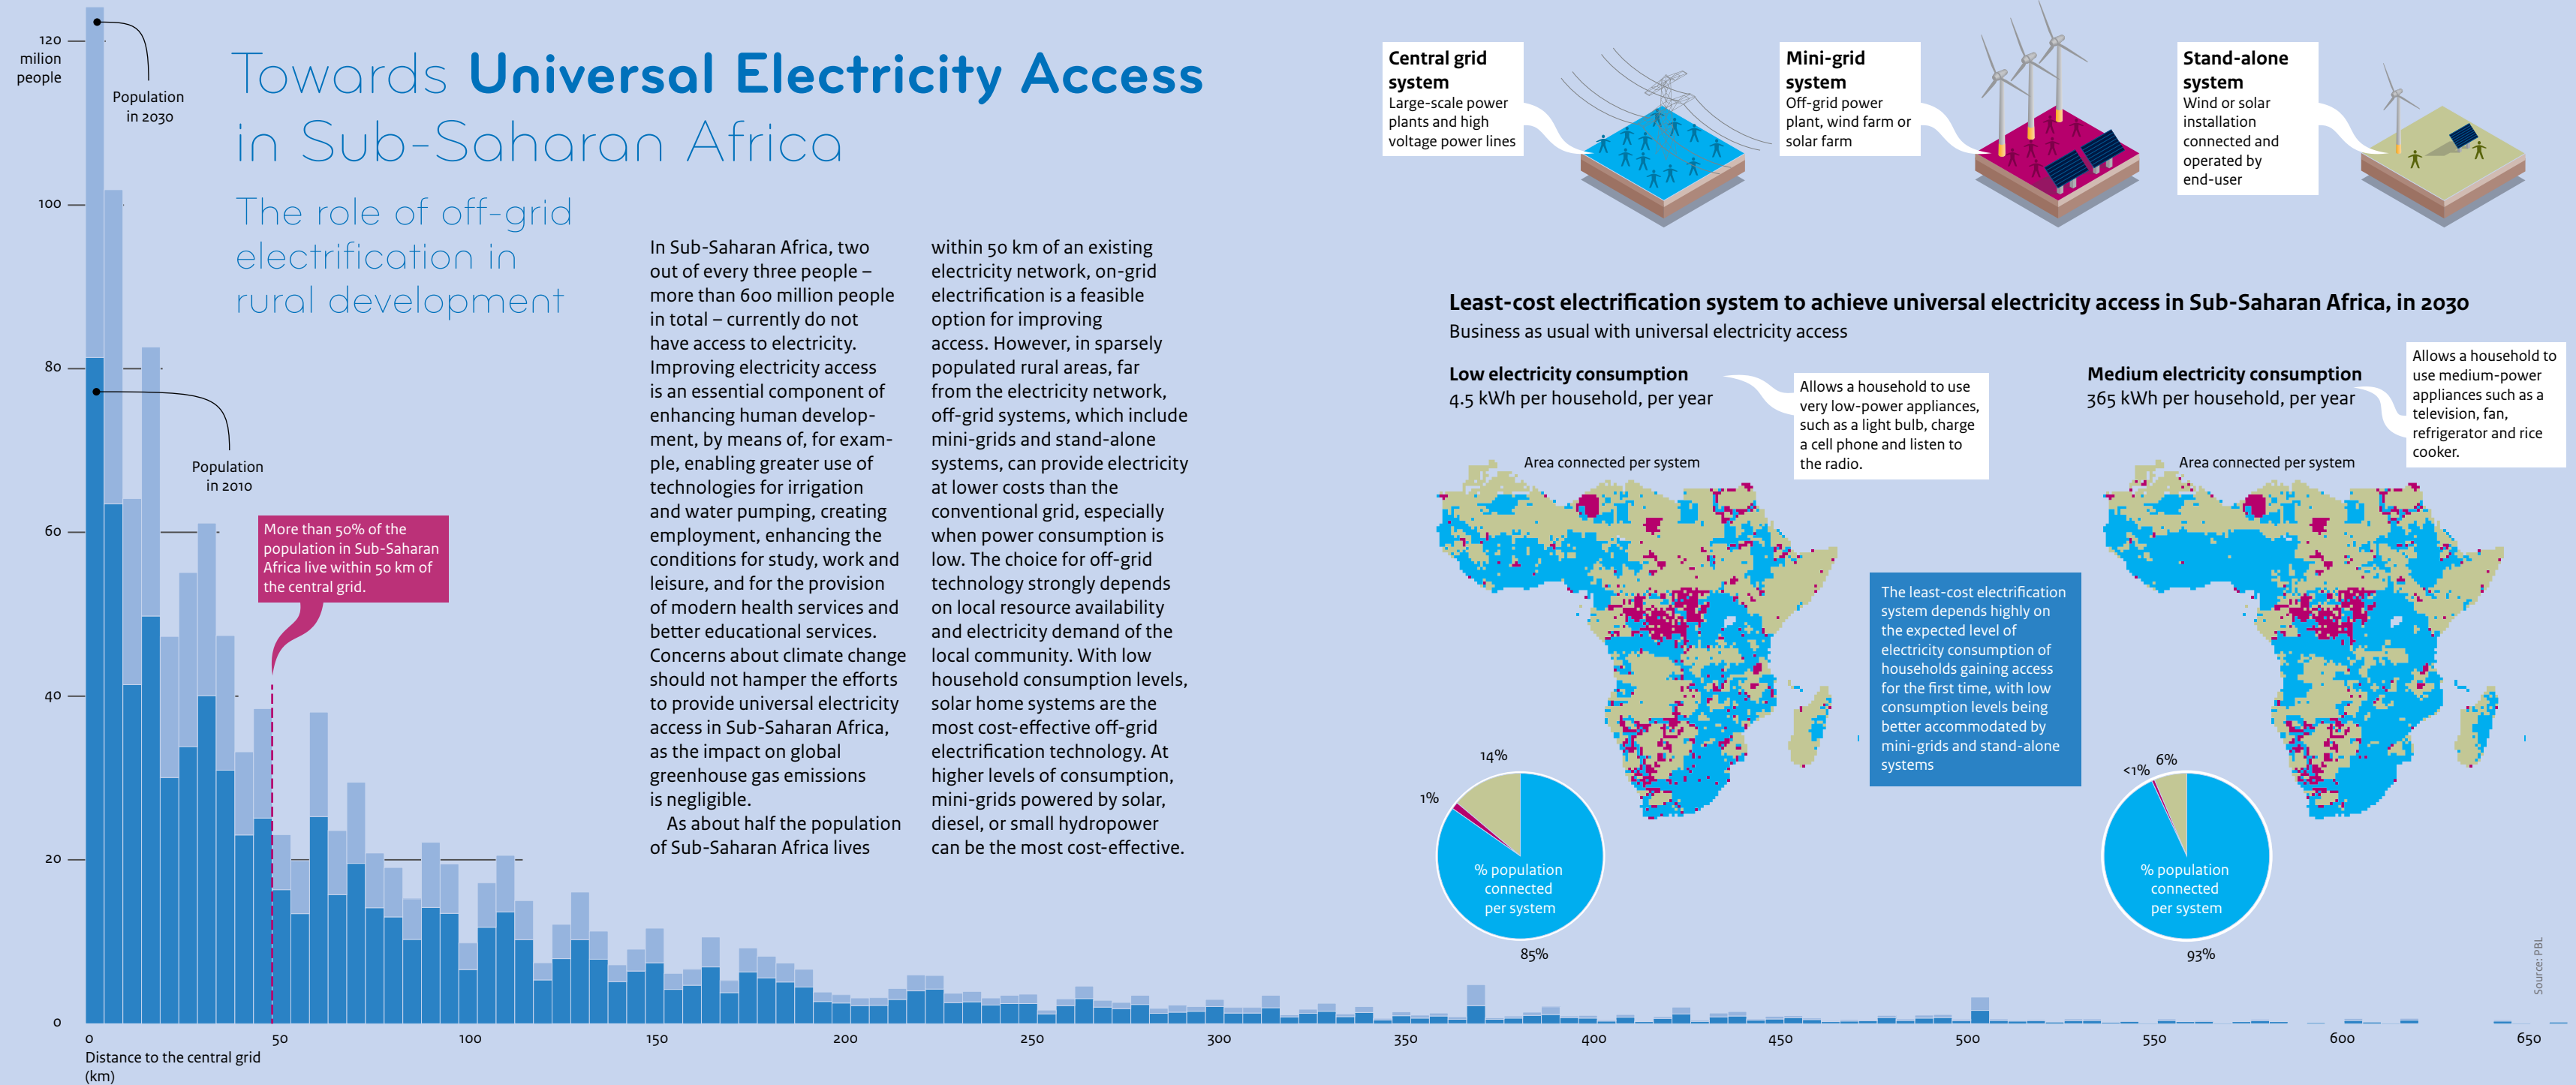 Towards Universal Electricity Access
in Sub-Saharan Africa
The role of off-grid
electrification in
rural development
120
milion
people
100
80
60
40
20
0
Population
in 2030
Population
in 2010
More than 50% of the
population in Sub-Saharan
Africa live within 50 km of
the central grid.
0
50
100
150
200
250
300
350
400
450
500
550
600
650
Distance to the central grid
(km)
In Sub-Saharan Africa, two
out of every three people –
more than 600 million people
in total – currently do not
have access to electricity.
Improving electricity access
is an essential component of
enhancing human develop-
ment, by means of, for exam-
ple, enabling greater use of
technologies for irrigation
and water pumping, creating
employment, enhancing the
conditions for study, work and
leisure, and for the provision
of modern health services and
better educational services.
Concerns about climate change
should not hamper the efforts
to provide universal electricity
access in Sub-Saharan Africa,
as the impact on global
greenhouse gas emissions
is negligible.
As about half the population
of Sub-Saharan Africa lives
within 50 km of an existing
electricity network, on-grid
electrification is a feasible
option for improving
access. However, in sparsely
populated rural areas, far
from the electricity network,
off-grid systems, which include
mini-grids and stand-alone
systems, can provide electricity
at lower costs than the
conventional grid, especially
when power consumption is
low. The choice for off-grid
technology strongly depends
on local resource availability
and electricity demand of the
local community. With low
household consumption levels,
solar home systems are the
most cost-effective off-grid
electrification technology. At
higher levels of consumption,
mini-grids powered by solar,
diesel, or small hydropower
can be the most cost-effective.
Central grid
system
Large-scale power
plants and high
voltage power lines
Mini-grid
system
Off-grid power
plant, wind farm or
solar farm
Stand-alone
system
Wind or solar
installation
connected and
operated by
end-user
Least-cost electrification system to achieve universal electricity access in Sub-Saharan Africa, in 2030
Business as usual with universal electricity access
Low electricity consumption
4.5 kWh per household, per year
Allows a household to use
very low-power appliances,
such as a light bulb, charge
a cell phone and listen to
the radio.
Area connected per system
14%
1%
% population
connected
per system
85%
The least-cost electrification
system depends highly on
the expected level of
electricity consumption of
households gaining access
for the first time, with low
consumption levels being
better accommodated by
mini-grids and stand-alone
systems
Medium electricity consumption
365 kWh per household, per year
Allows a household to
use medium-power
appliances such as a
television, fan,
refrigerator and rice
cooker.
Area connected per system
<1%
6%
% population
connected
per system
93%
Source: PBL